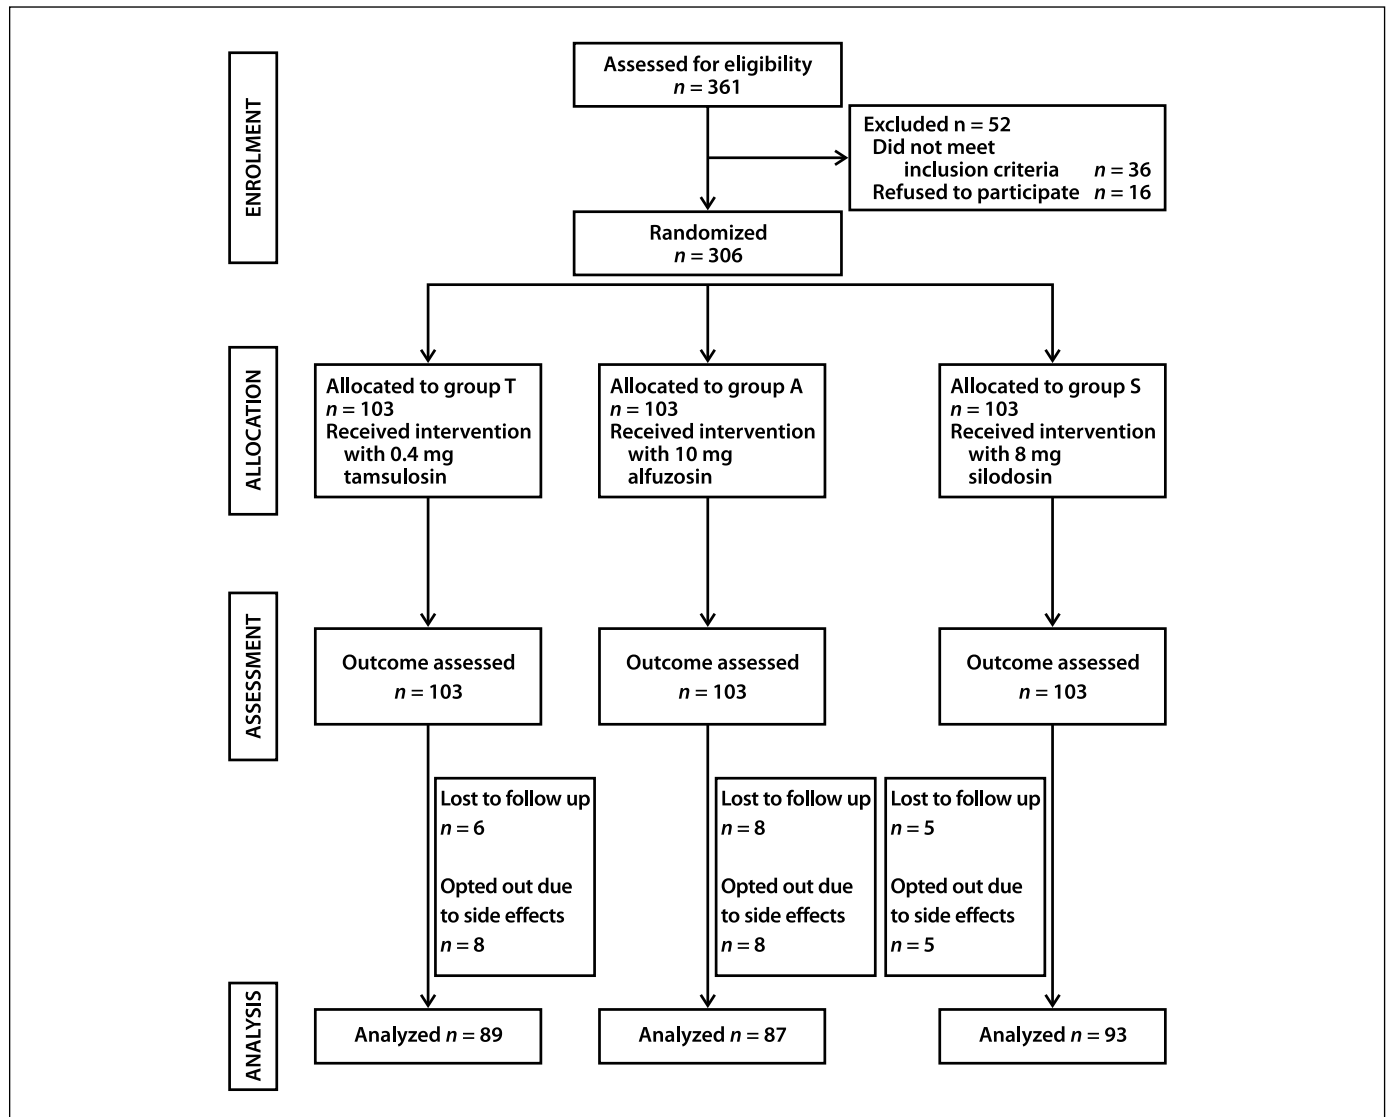 ENROLMENT
Assessed for eligibility
n = 361
Excluded n = 52
Did not meet
inclusion criteria n = 36
Refused to participate n = 16
Randomized
n = 306
ALLOCATION
Allocated to group T
n = 103
Received intervention
with 0.4 mg
tamsulosin
Allocated to group A
n = 103
Received intervention
with 10 mg
alfuzosin
Allocated to group S
n = 103
Received intervention
with 8 mg
silodosin
ASSESSMENT
Outcome assessed
n = 103
Outcome assessed
n = 103
Outcome assessed
n = 103
Lost to follow up
n = 6
Opted out due
to side effects
n = 8
Lost to follow up
n = 8
Opted out due
to side effects
n = 8
Lost to follow up
n = 5
Opted out due
to side effects
n = 5
ANALYSIS
Analyzed n = 89
Analyzed n = 87
Analyzed n = 93